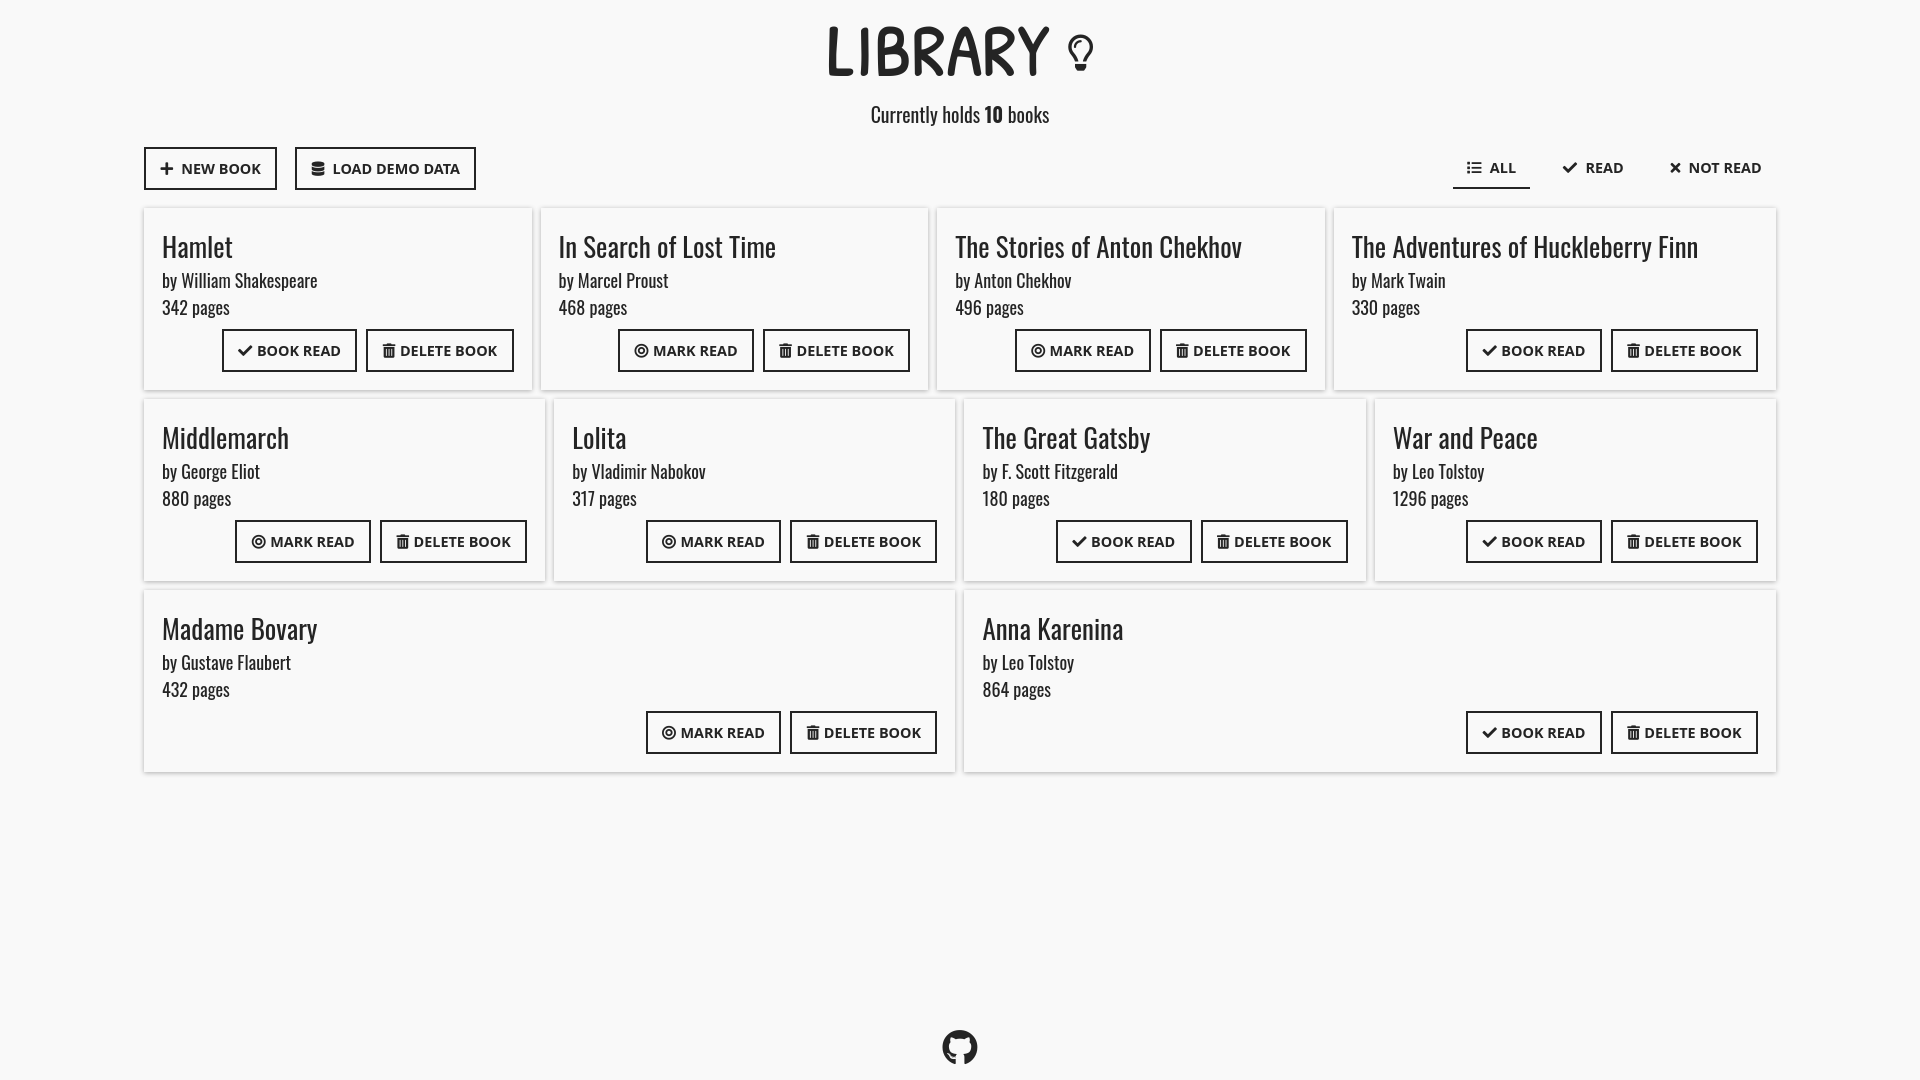 LIBRARY
Currently holds 10 books
NEW BOOK
LOAD DEMO DATA
ALL
READ
NOT READ
Hamlet
by William Shakespeare
342 pages
BOOK READ
DELETE BOOK
In Search of Lost Time
by Marcel Proust
468 pages
MARK READ
DELETE BOOK
The Stories of Anton Chekhov
by Anton Chekhov
496 pages
MARK READ
DELETE BOOK
The Adventures of Huckleberry Finn
by Mark Twain
330 pages
BOOK READ
DELETE BOOK
Middlemarch
by George Eliot
880 pages
MARK READ
DELETE BOOK
Lolita
by Vladimir Nabokov
317 pages
MARK READ
DELETE BOOK
The Great Gatsby
by F. Scott Fitzgerald
180 pages
BOOK READ
DELETE BOOK
War and Peace
by Leo Tolstoy
1296 pages
BOOK READ
DELETE BOOK
Madame Bovary
by Gustave Flaubert
432 pages
MARK READ
DELETE BOOK
Anna Karenina
by Leo Tolstoy
864 pages
BOOK READ
DELETE BOOK